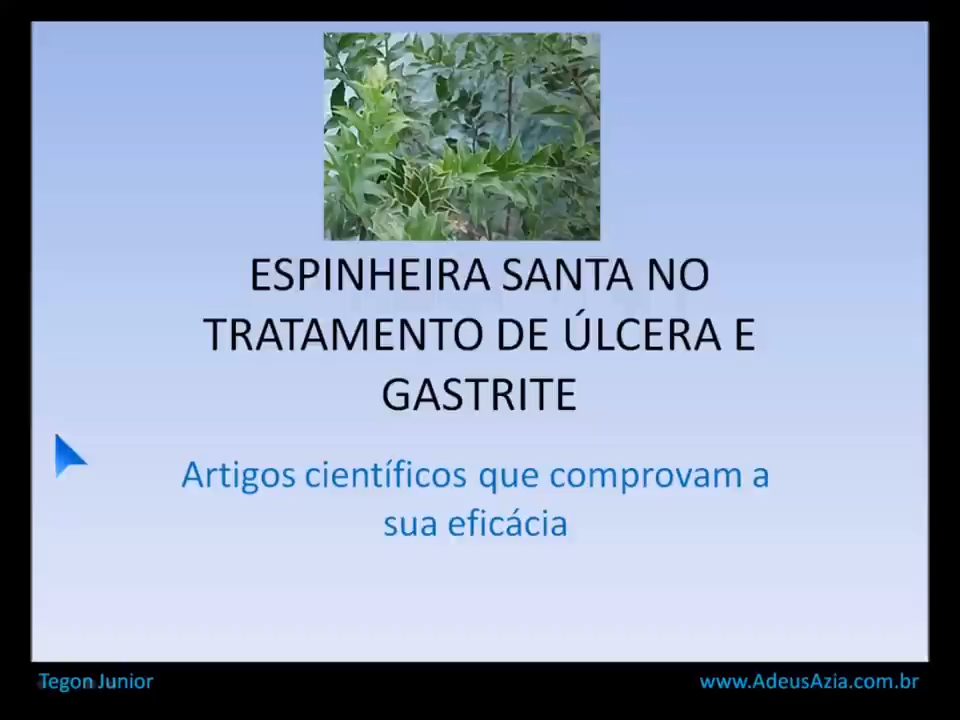 ESPINHEIRA SANTA NO
TRATAMENTO DE ÚLCERA E
GASTRITE
Artigos científicos que comprovam a
sua eficácia
Tegon Junior
www.AdeusAzia.com.br